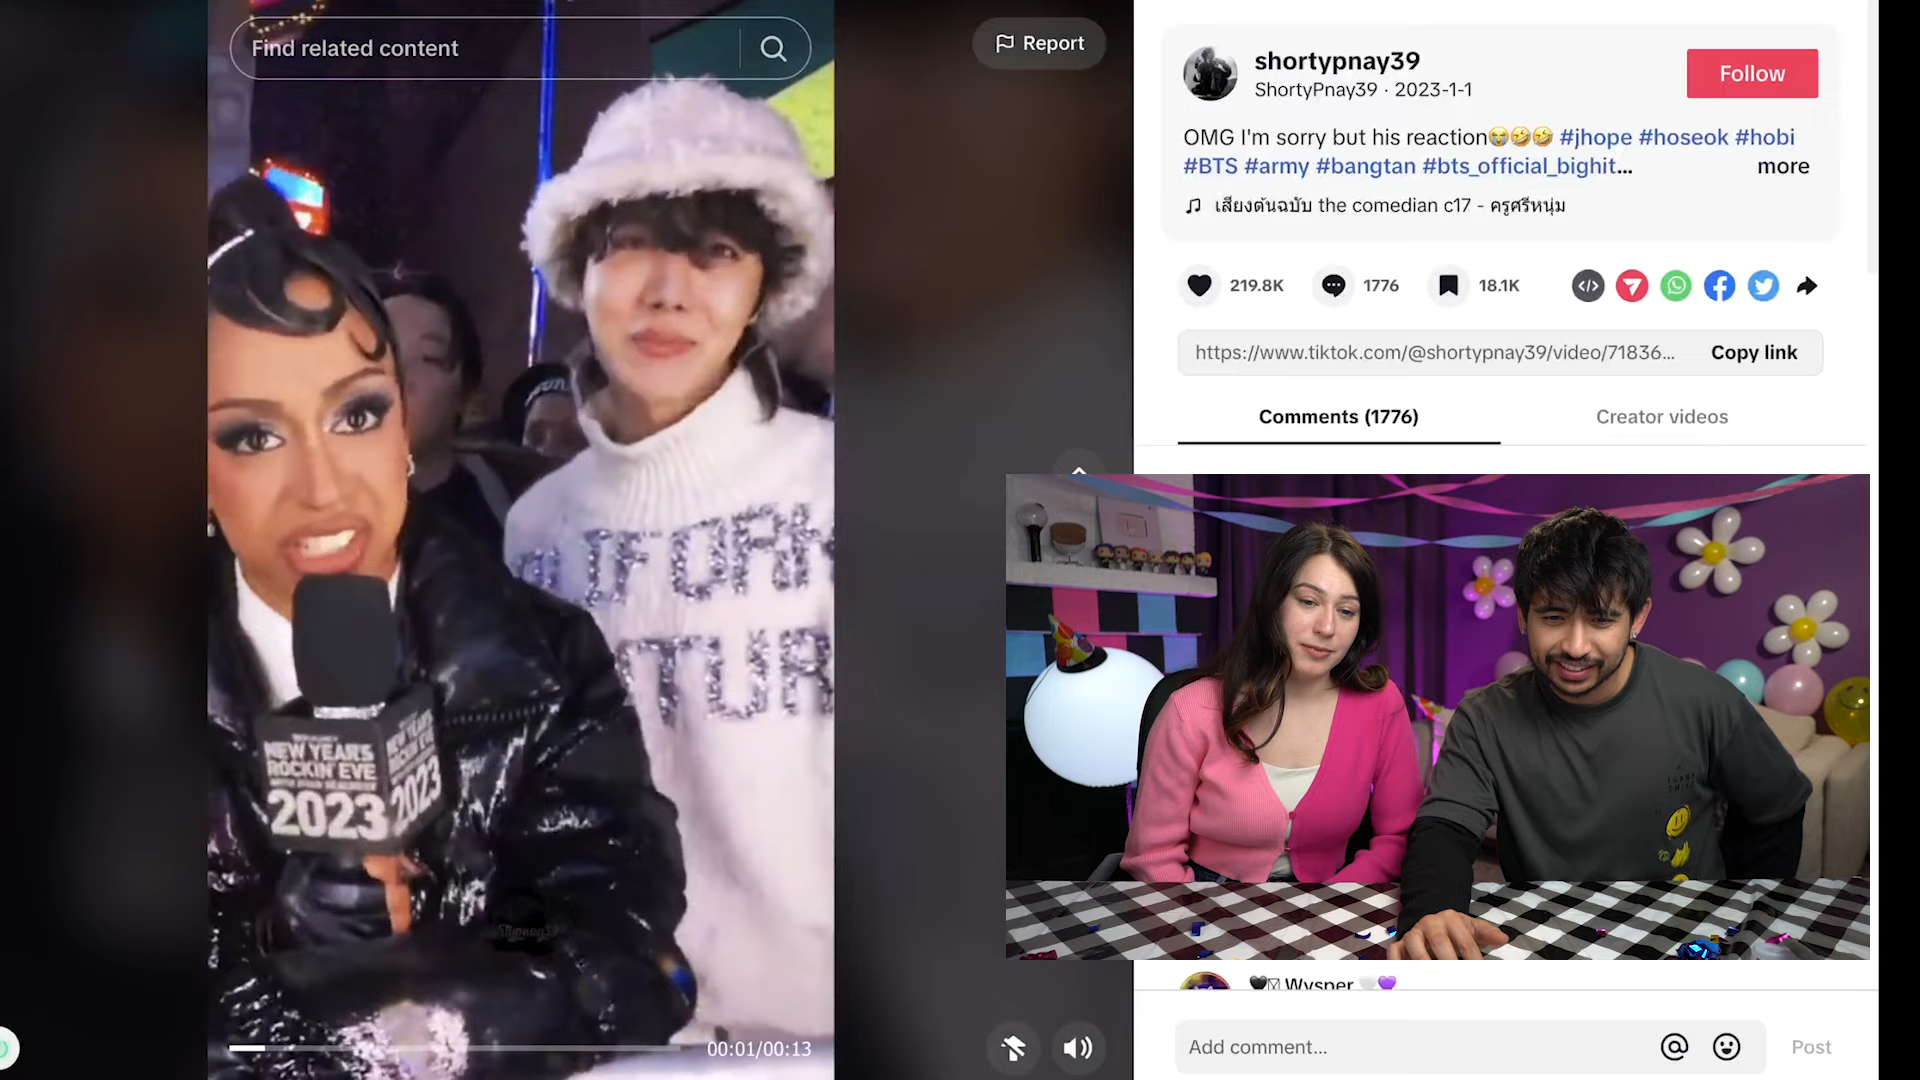 Find related content
Report
shortypnay39
ShortyPnay39 · 2023-1-1
Follow
OMG I'm sorry but his reaction😭🤣🤣 #jhope #hoseok #hobi
#BTS #army #bangtan #bts_official_bighit... more
เสียงต้นฉบับ the comedian c17 - ครูศรีหนุ่ม
219.8K
1776
18.1K
https://www.tiktok.com/@shortypnay39/video/71836...
Copy link
Comments (1776)
Creator videos
NEW YEAR'S
ROCKIN' EVE
2023
2023
00:01/00:13
Wysper
Add comment...
Post